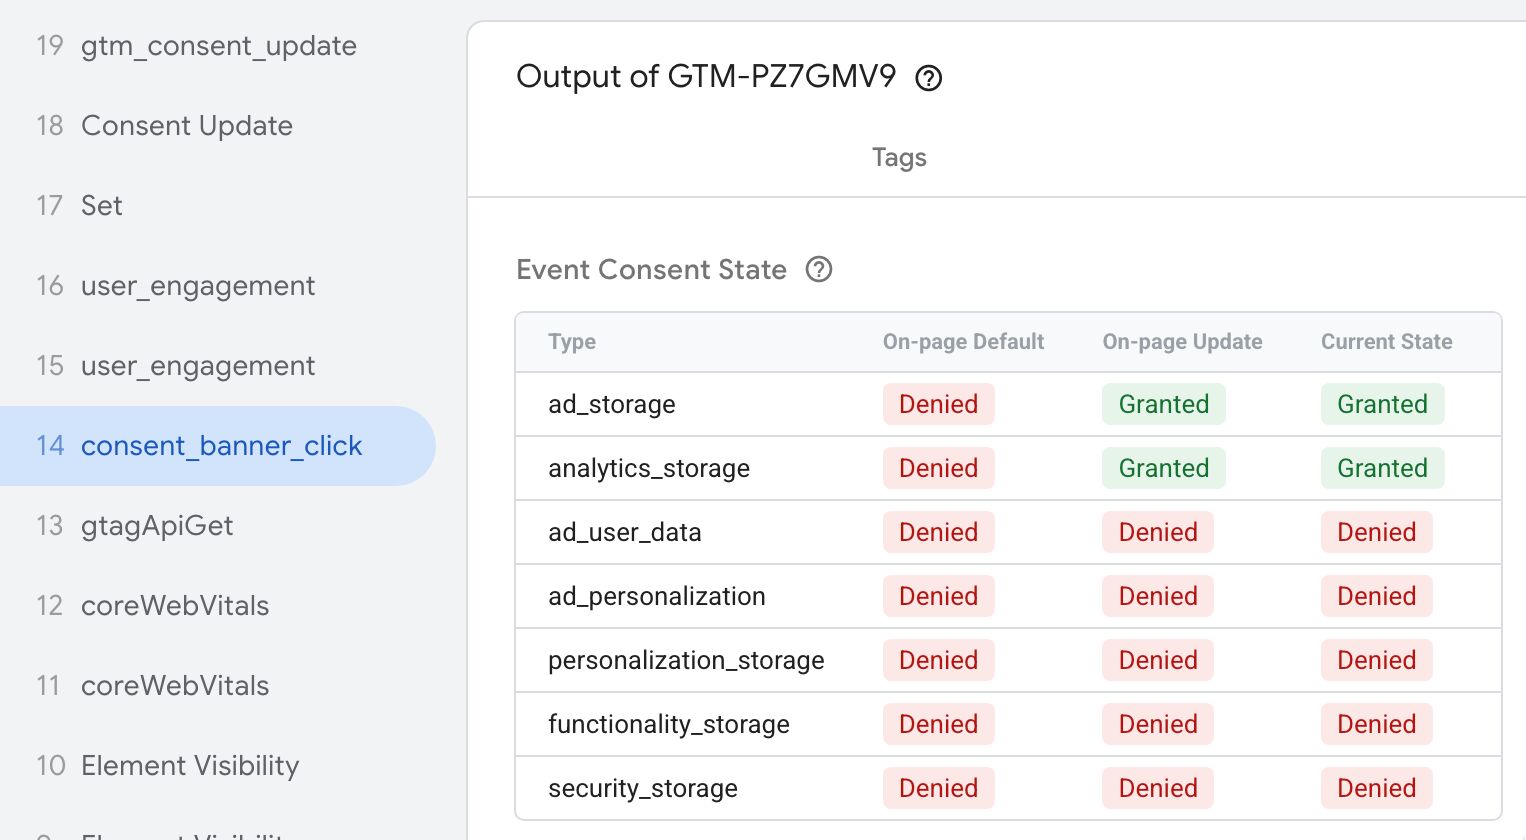 19 gtm_consent_update
18 Consent Update
17 Set
16 user_engagement
15 user_engagement
14 consent_banner_click
13 gtagApiGet
12 coreWebVitals
11 coreWebVitals
10 Element Visibility
Output of GTM-PZ7GMV9
Tags
Event Consent State
Type On-page Default On-page Update Current State
ad_storage Denied Granted Granted
analytics_storage Denied Granted Granted
ad_user_data Denied Denied Denied
ad_personalization Denied Denied Denied
personalization_storage Denied Denied Denied
functionality_storage Denied Denied Denied
security_storage Denied Denied Denied